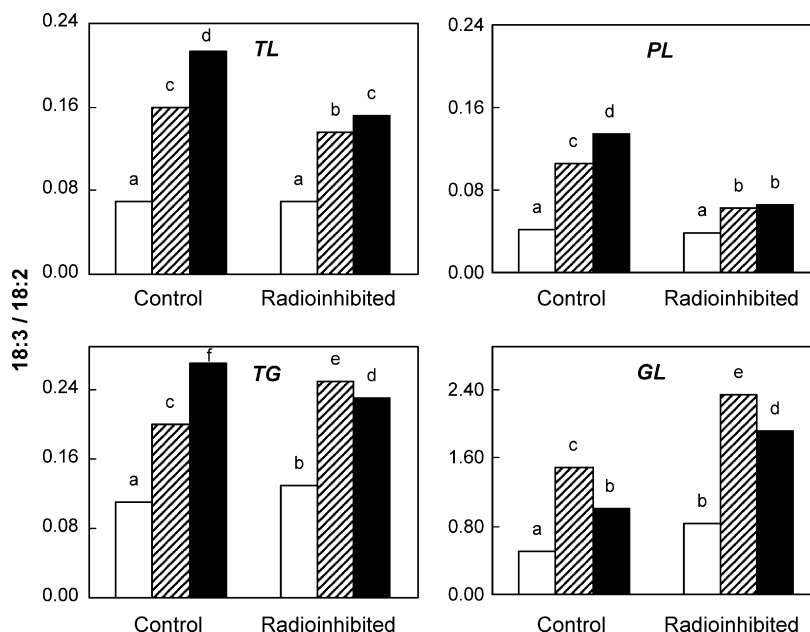 18:3 / 18:2
0.24
0.16
0.08
0.00
TL
a
c
d
a
b
c
Control
Radioinhibited
0.24
0.16
0.08
0.00
PL
a
c
d
a
b
b
Control
Radioinhibited
0.24
0.16
0.08
0.00
TG
a
c
f
b
e
d
Control
Radioinhibited
2.40
1.60
0.80
0.00
GL
a
c
b
b
e
d
Control
Radioinhibited